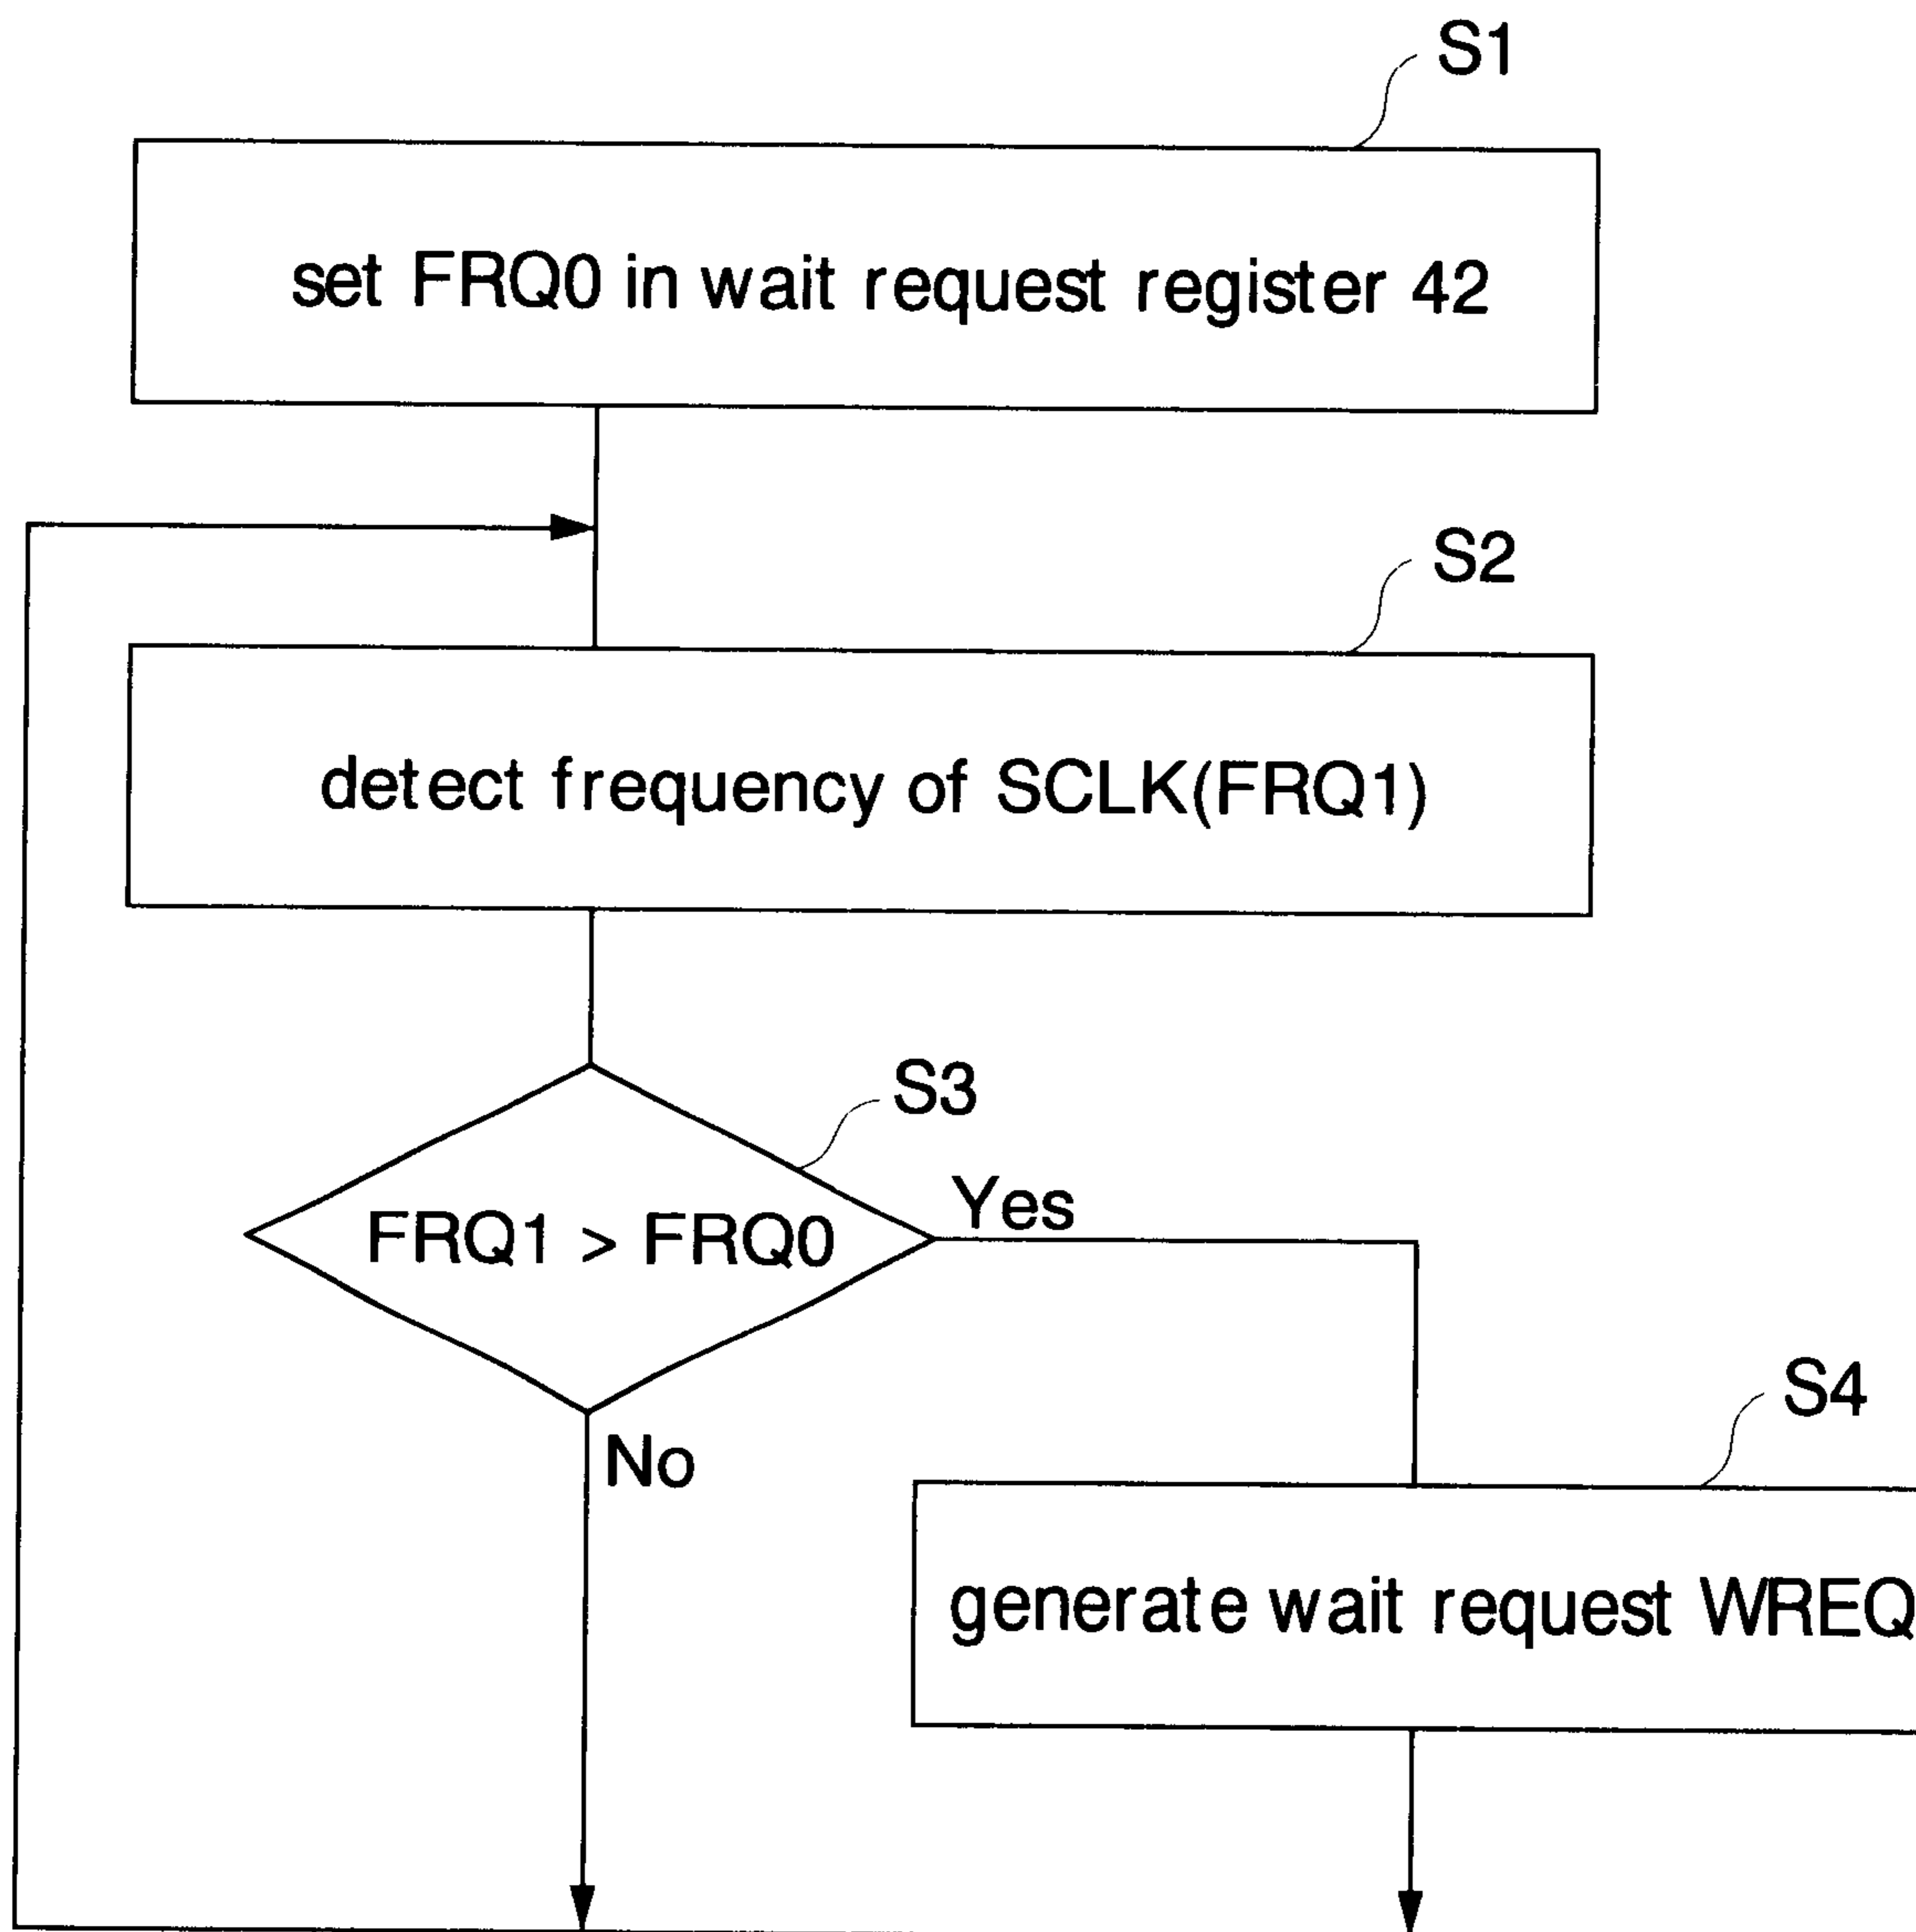 S1
set FRQ0 in wait request register 42
S2
detect frequency of SCLK(FRQ1)
S3
FRQ1 > FRQ0
Yes
No
S4
generate wait request WREQ